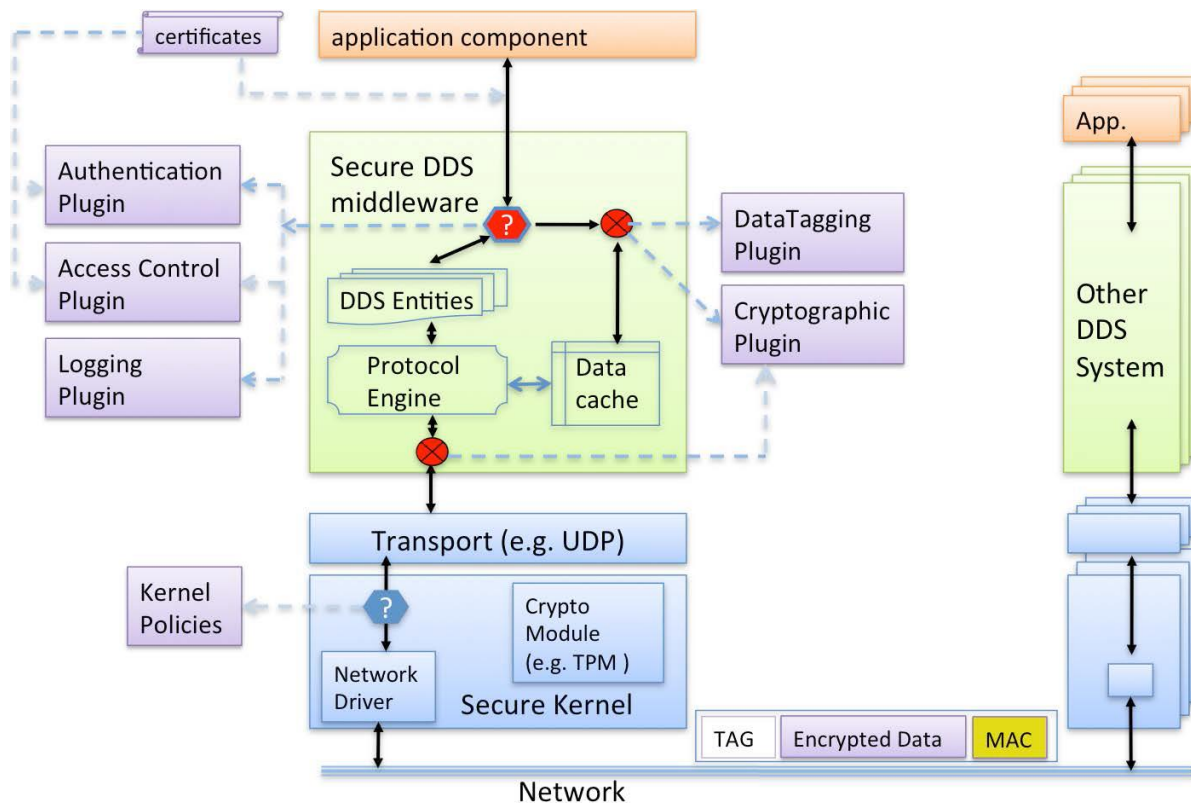 certificates
application component
App.
Secure DDS
middleware
Authentication
Plugin
?
DataTagging
Plugin
Access Control
Plugin
DDS Entities
Cryptographic
Plugin
Other
DDS
System
Logging
Plugin
Protocol
Engine
Data
cache
Transport (e.g. UDP)
Kernel
Policies
?
Crypto
Module
(e.g. TPM )
Network
Driver
Secure Kernel
TAG
Encrypted Data
MAC
Network